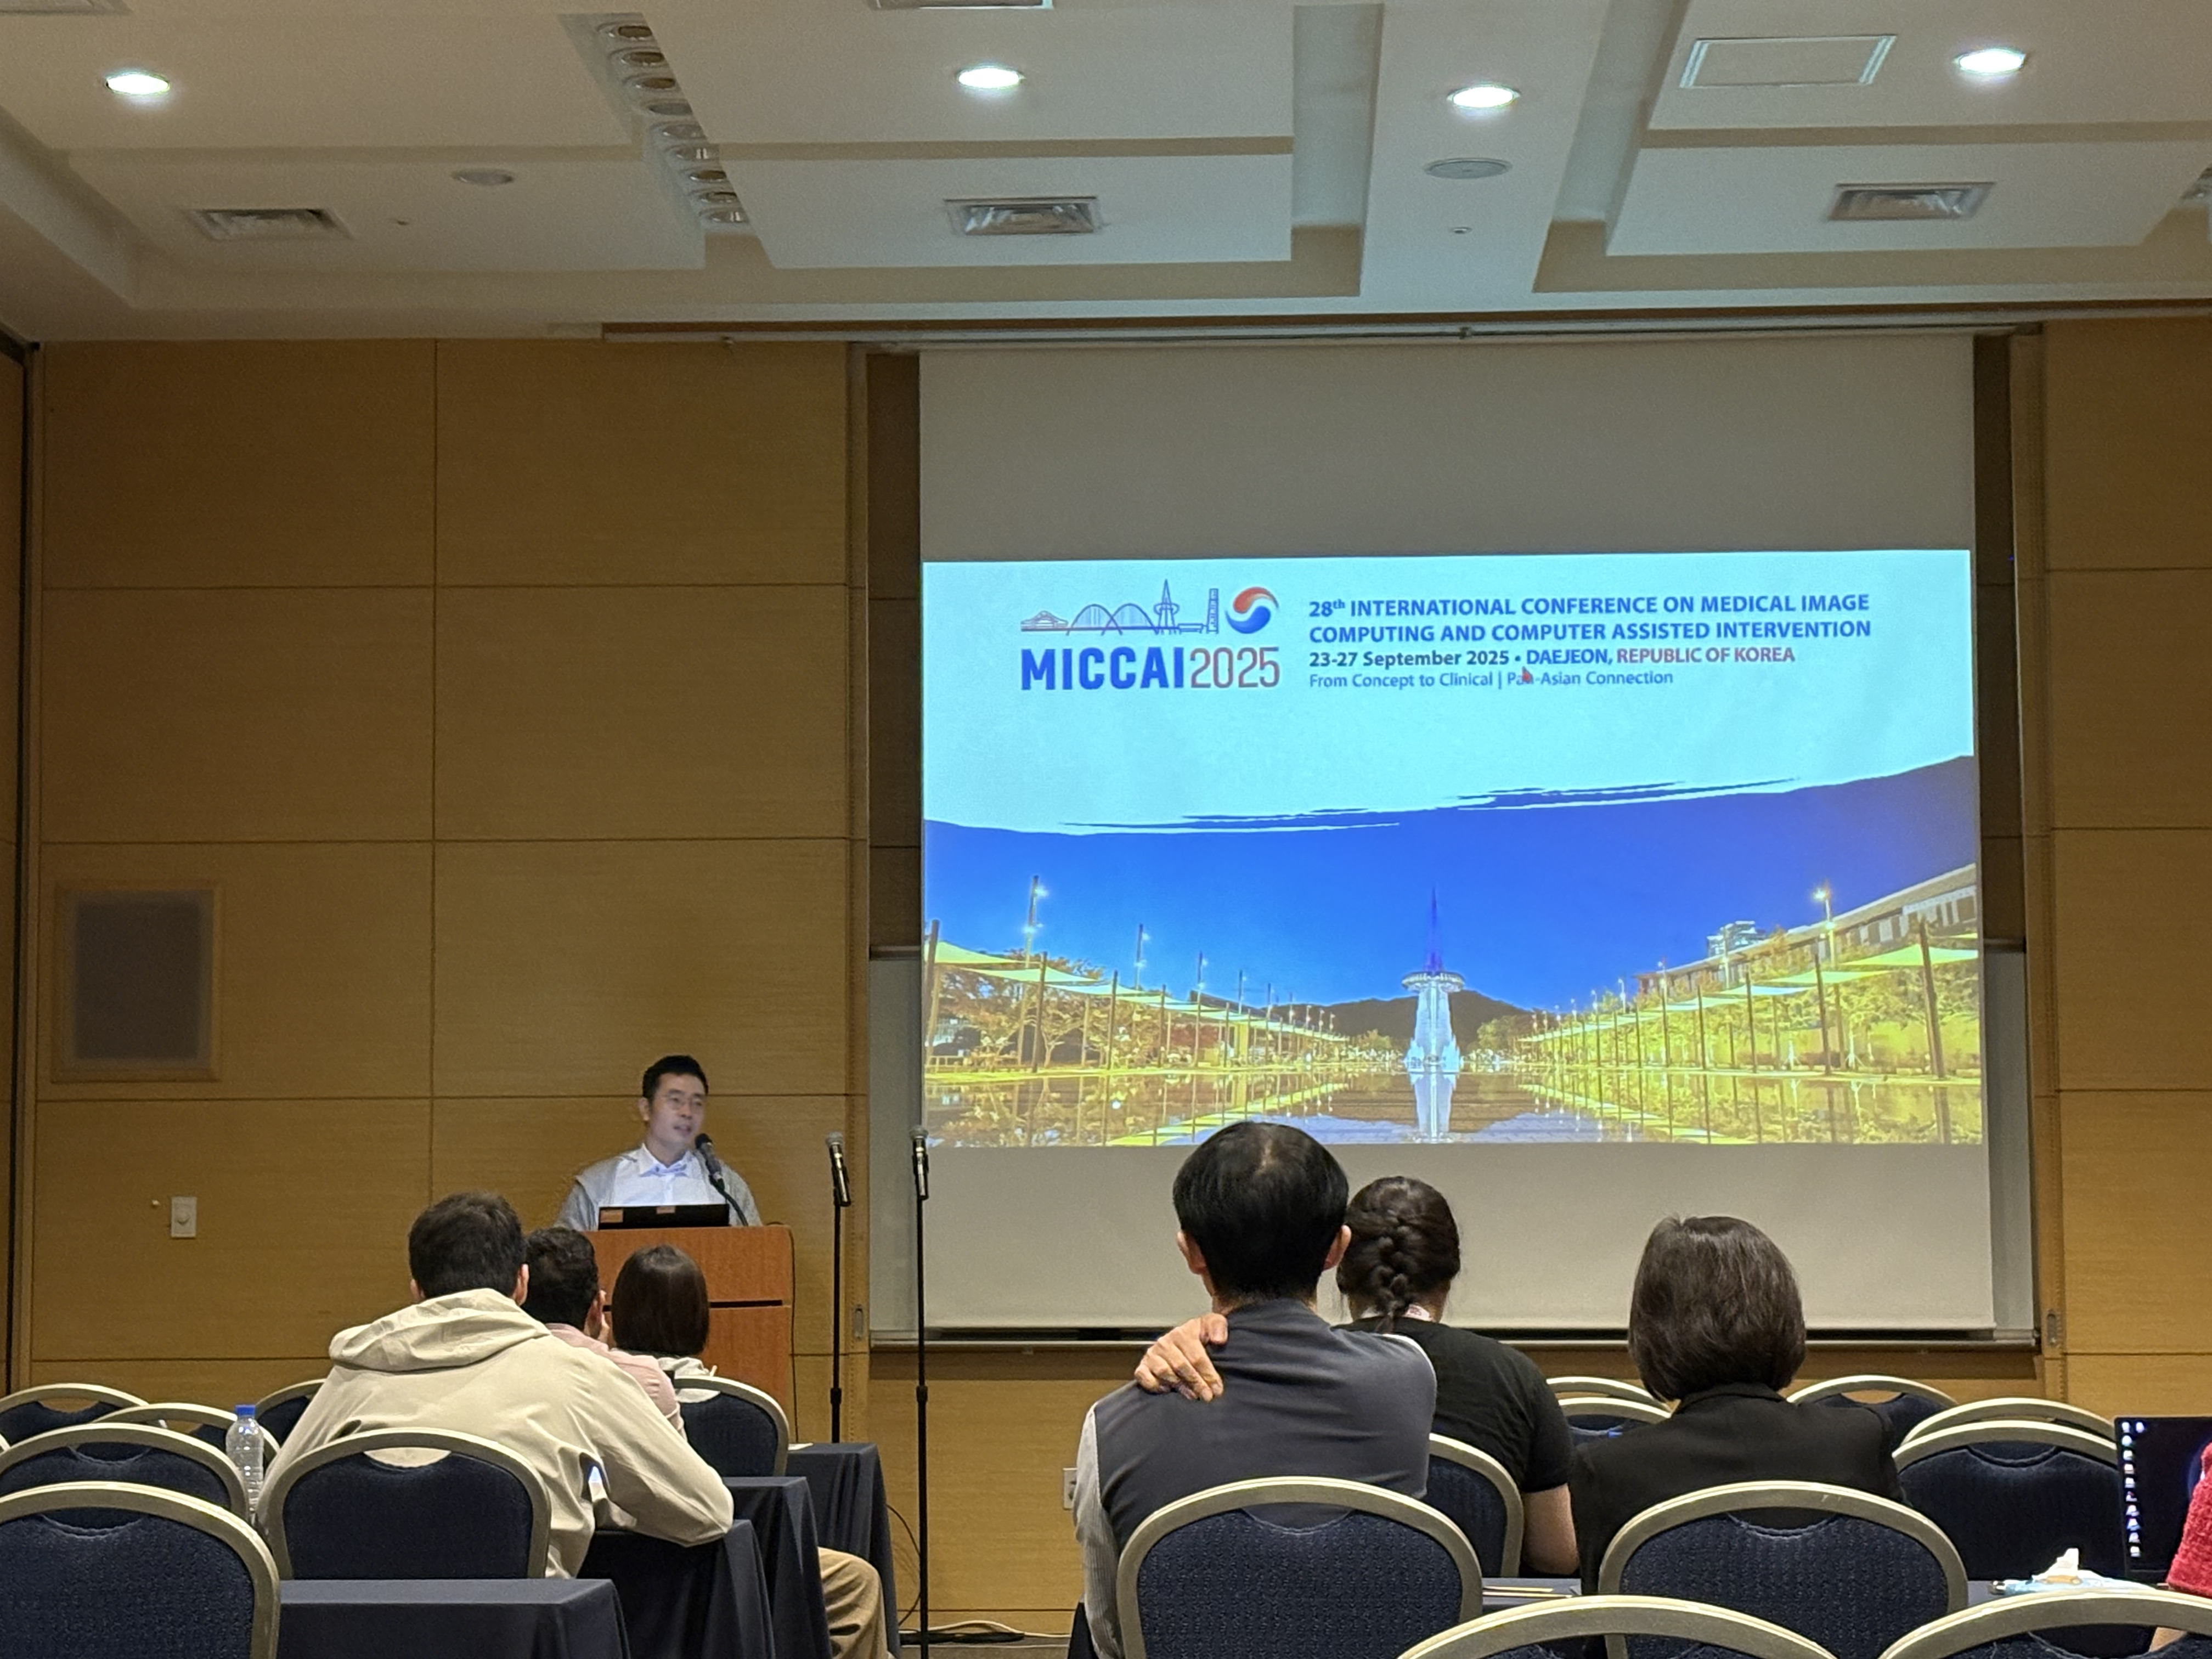 MICCAI2025
28th INTERNATIONAL CONFERENCE ON MEDICAL IMAGE
COMPUTING AND COMPUTER ASSISTED INTERVENTION
23-27 September 2025 • DAEJEON, REPUBLIC OF KOREA
From Concept to Clinical | Pan-Asian Connection